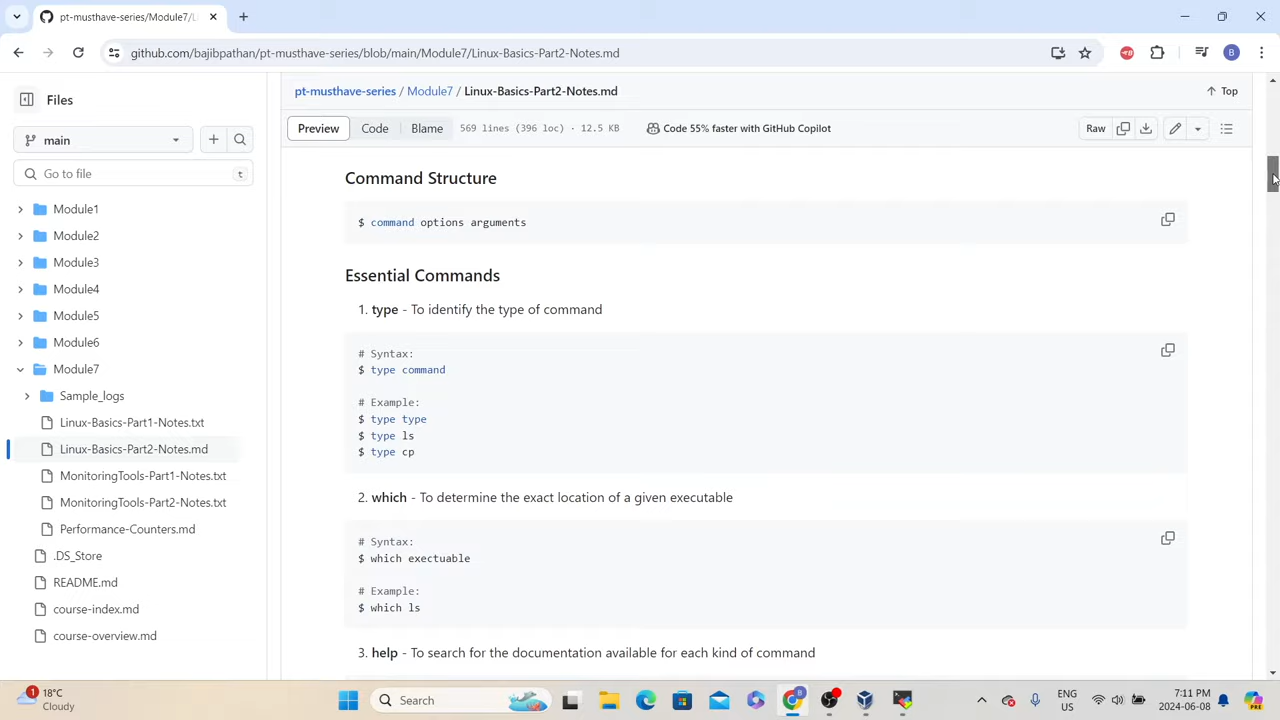 pt-musthave-series/Module7/L
github.com/bajibpathan/pt-musthave-series/blob/main/Module7/Linux-Basics-Part2-Notes.md
B
Files
pt-musthave-series / Module7 / Linux-Basics-Part2-Notes.md
Top
main
Preview
Code
Blame
569 lines (396 loc) · 12.5 KB
Code 55% faster with GitHub Copilot
Raw
Go to file
t
Module1
Module2
Module3
Module4
Module5
Module6
Module7
Sample_logs
Linux-Basics-Part1-Notes.txt
Linux-Basics-Part2-Notes.md
MonitoringTools-Part1-Notes.txt
MonitoringTools-Part2-Notes.txt
Performance-Counters.md
.DS_Store
README.md
course-index.md
course-overview.md
Command Structure
$ command options arguments
Essential Commands
1. type - To identify the type of command
# Syntax:
$ type command
# Example:
$ type type
$ type ls
$ type cp
2. which - To determine the exact location of a given executable
# Syntax:
$ which exectuable
# Example:
$ which ls
3. help - To search for the documentation available for each kind of command
1
18°C
Cloudy
Search
B
ENG
US
7:11 PM
2024-06-08
PRE